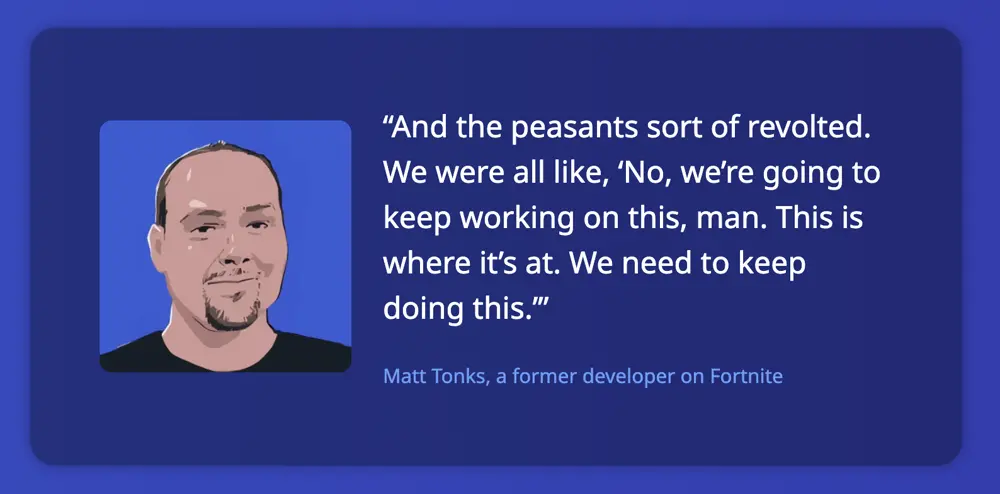 “And the peasants sort of revolted.
We were all like, ‘No, we’re going to
keep working on this, man. This is
where it’s at. We need to keep
doing this.’”
Matt Tonks, a former developer on Fortnite